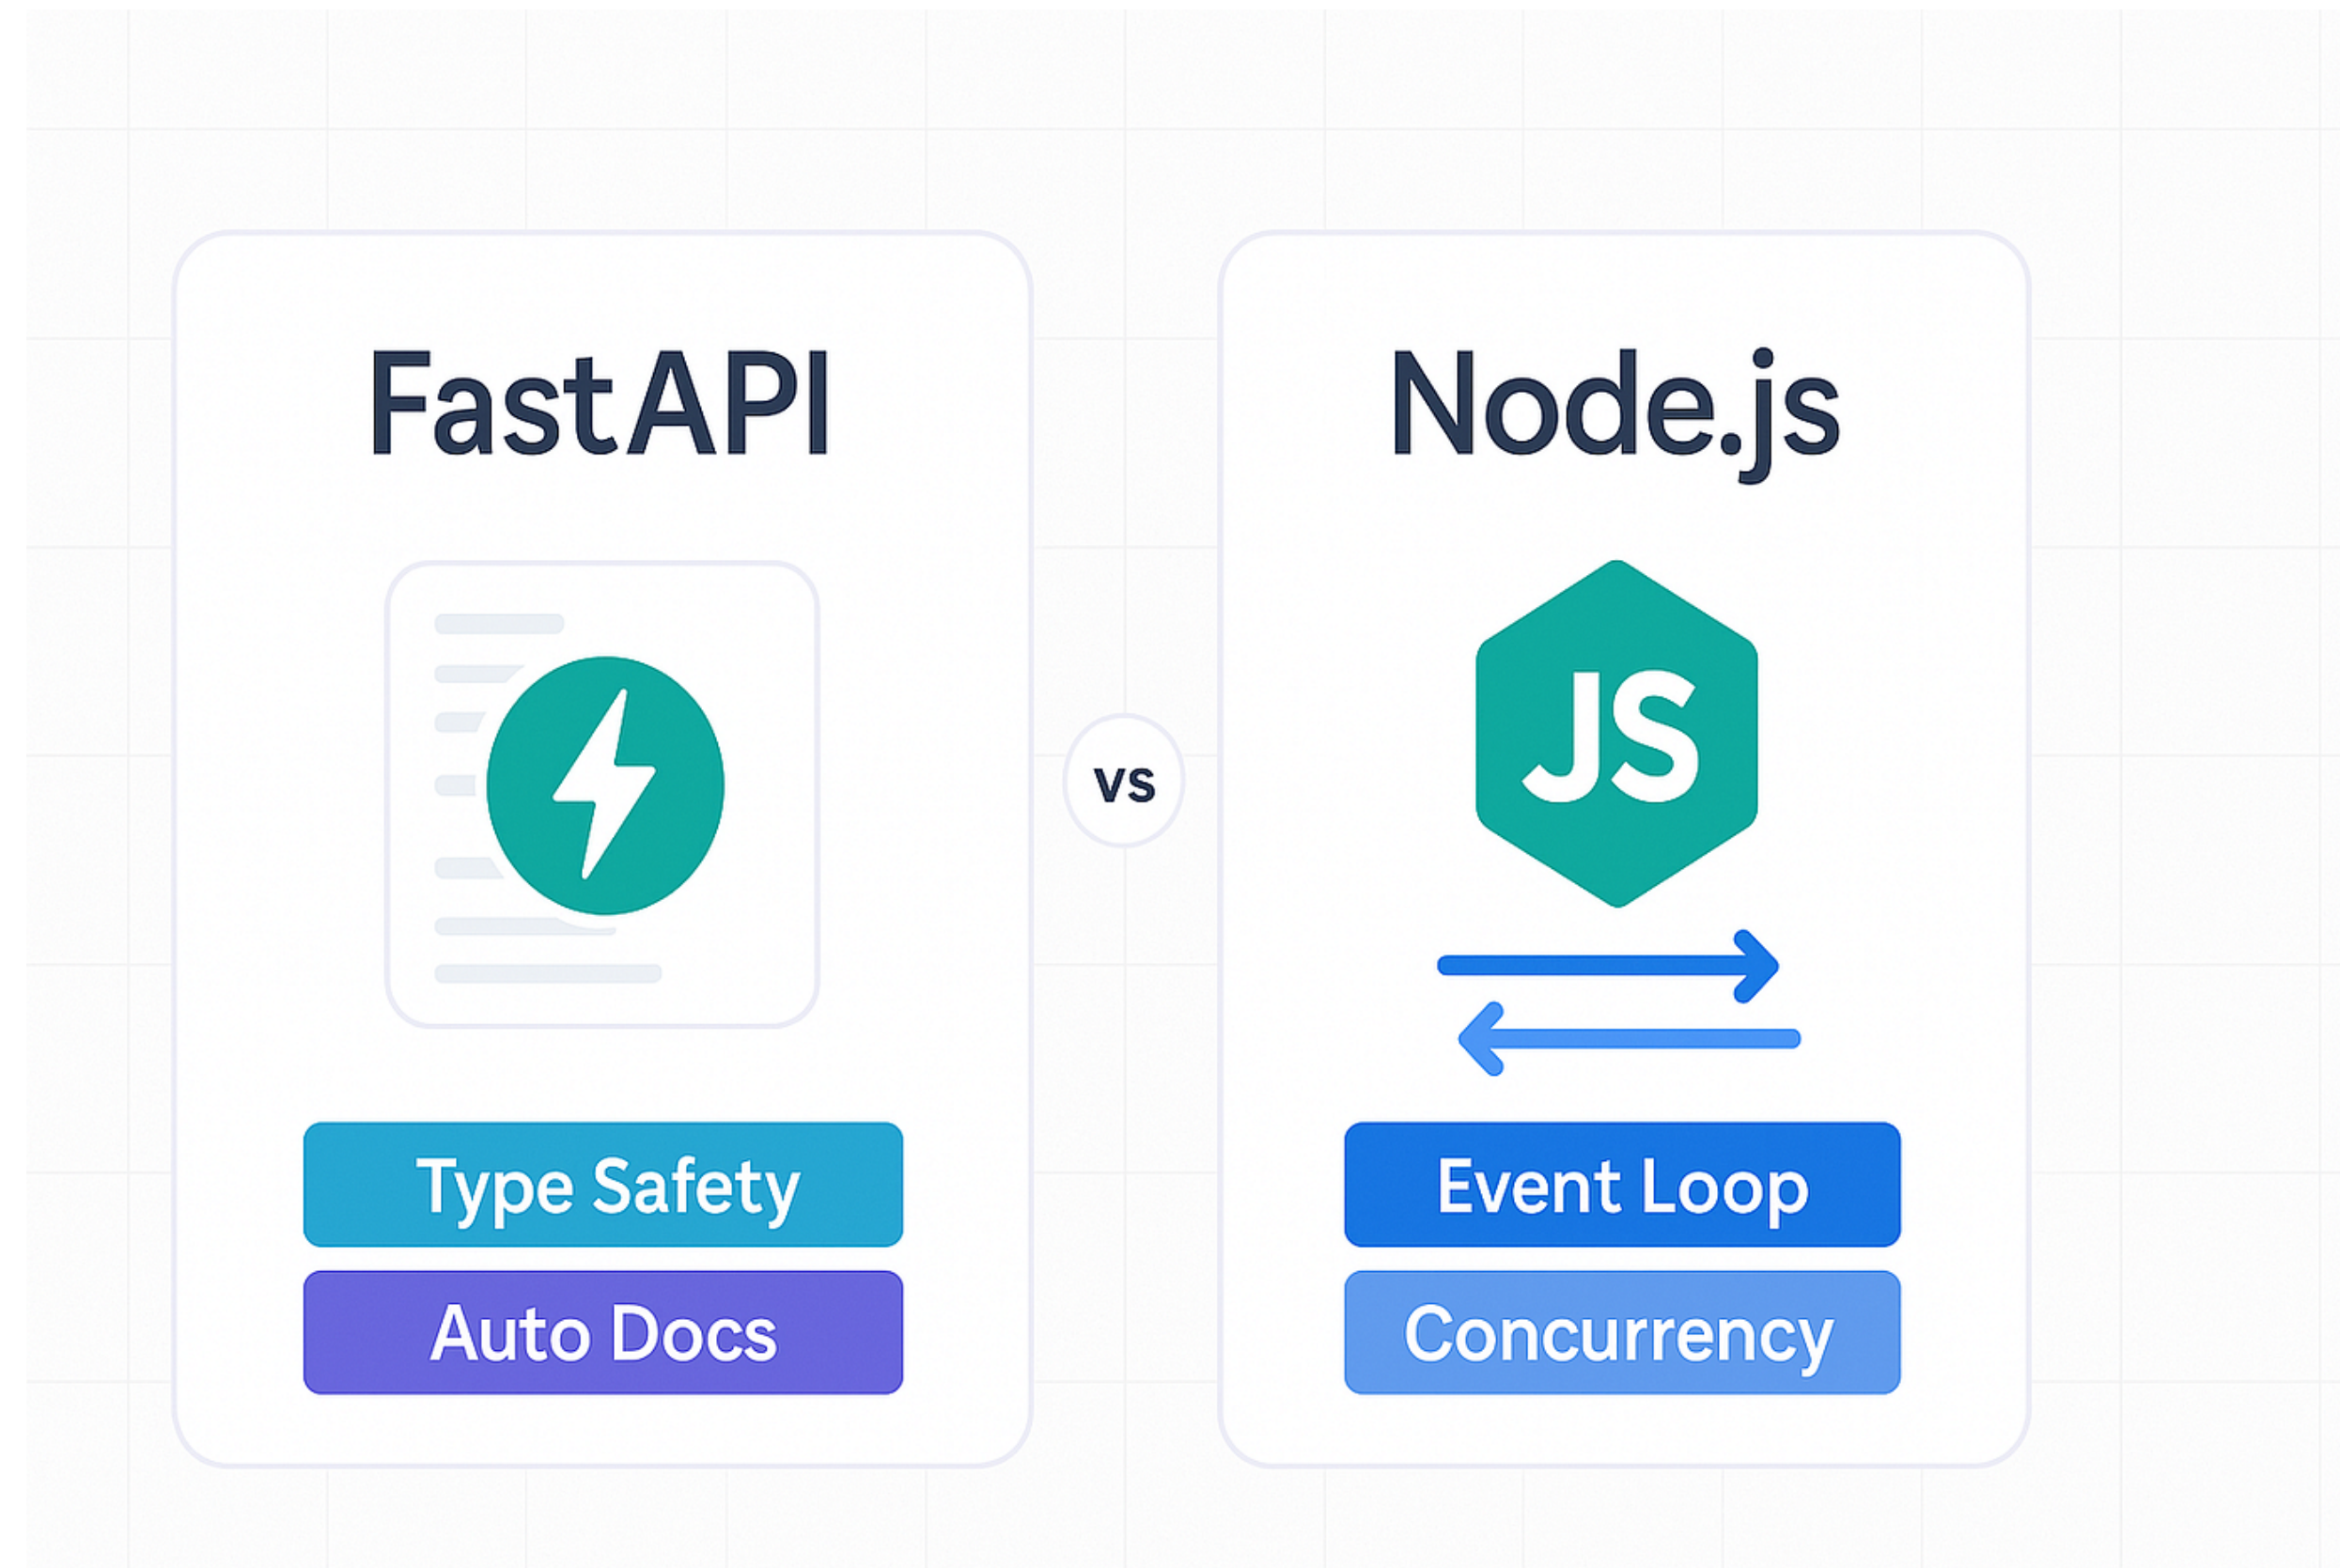 FastAPI
Type Safety
Auto Docs
vs
Node.js
JS
Event Loop
Concurrency